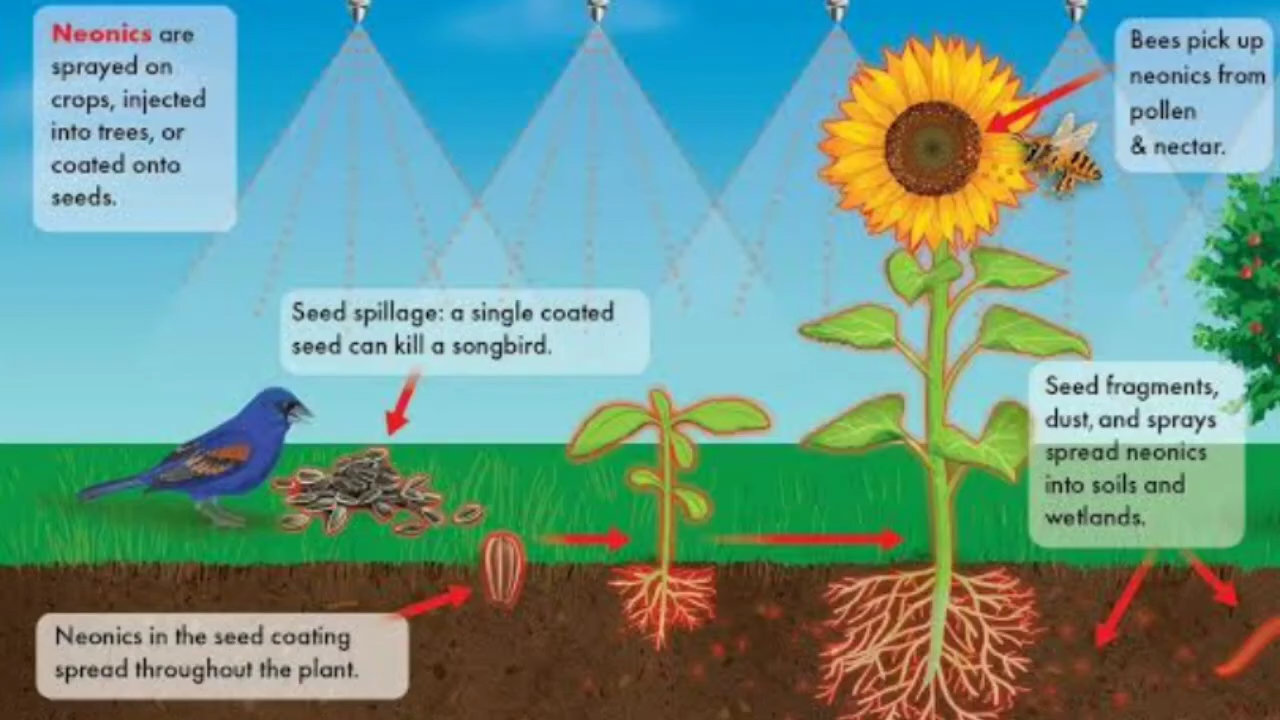 Neonics are
sprayed on
crops, injected
into trees, or
coated onto
seeds.
Bees pick up
neonics from
pollen
& nectar.
Seed spillage: a single coated
seed can kill a songbird.
Seed fragments,
dust, and sprays
spread neonics
into soils and
wetlands.
Neonics in the seed coating
spread throughout the plant.